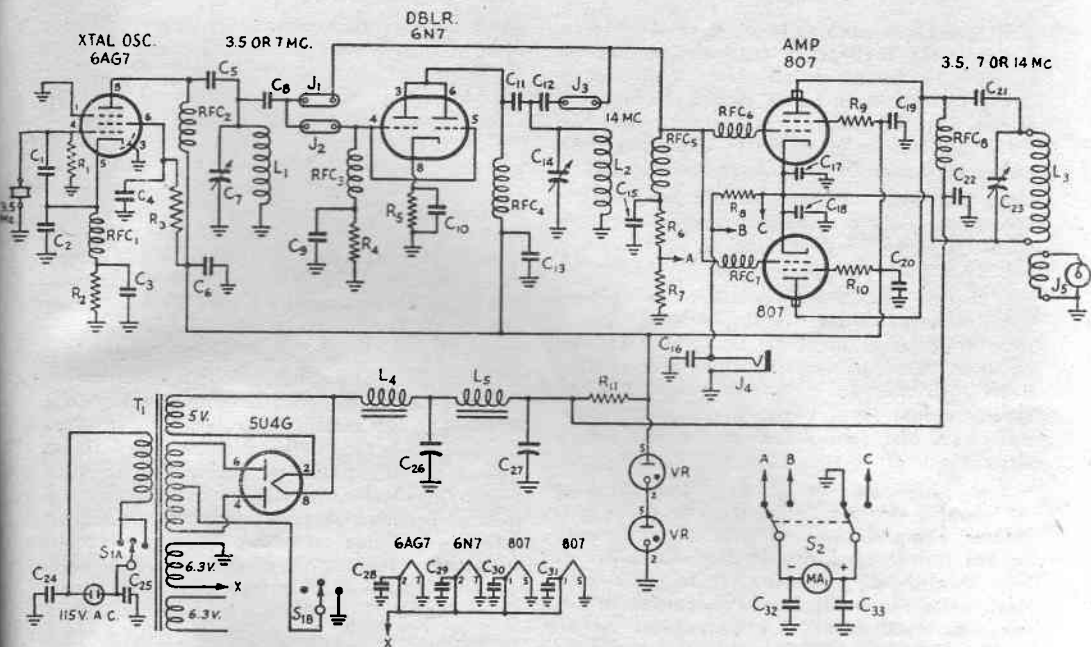 XTAL OSC.
6AG7
3.5 OR 7 MC.
DBLR.
6N7
AMP
807
3.5, 7 OR 14 MC
C5
C8
J1
J2
C11
C12
J3
14 MC
RFC2
RFC3
RFC4
RFC5
RFC6
R9
C19
C21
RFC8
C1
R1
C2
3.5 MC.
RFC1
R2
C3
C4
R3
C6
C7
L1
C9
R4
R5
C10
C13
C14
L2
C15
R6
A
R7
R8
B
C
C17
C18
RFC7
R10
C20
807
C22
C23
L3
J5
C16
J4
L4
L5
R11
C26
C27
T1
5V.
5U4G
6.3V.
X
6.3V.
S1A
C24
C25
115V. A C.
S1B
6AG7
6N7
807
807
C28
C29
C30
C31
X
VR
VR
A
B
C
S2
- MA1 +
C32
C33